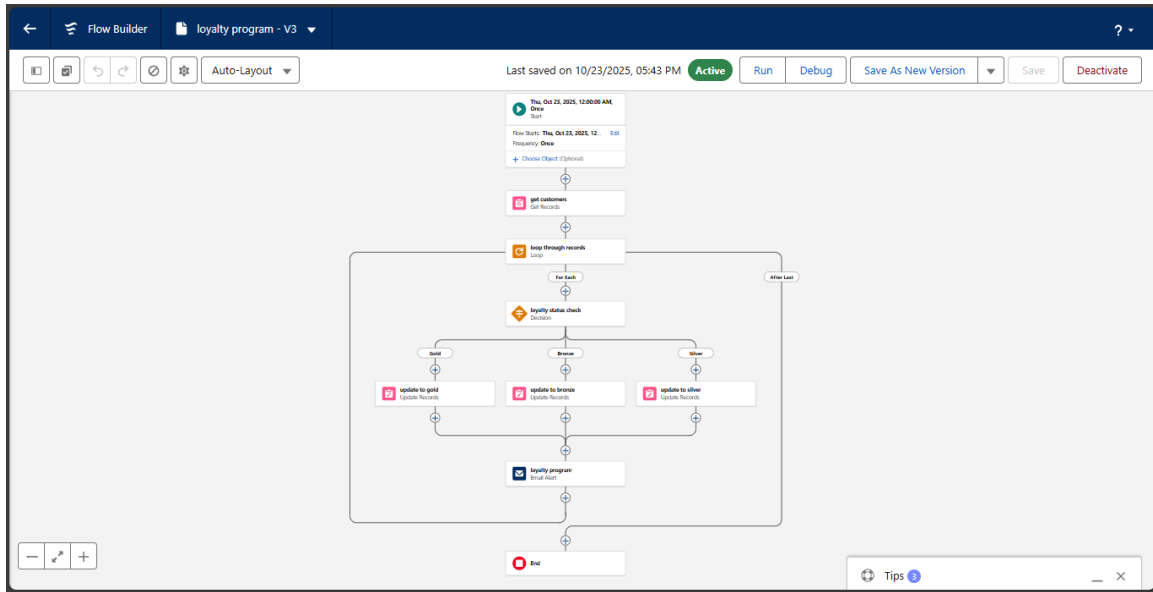 Flow Builder
loyalty program - V3
?
Auto-Layout
Last saved on 10/23/2025, 05:43 PM
Active
Run
Debug
Save As New Version
Save
Deactivate
Thu, Oct 23, 2025, 12:00:00 AM,
Once
Start
Flow Starts: Thu, Oct 23, 2025, 12... Edit
Frequency: Once
+ Choose Object (Optional)
get customers
Get Records
loop through records
Loop
For Each
After Last
loyalty status check
Decision
Gold
Bronze
Silver
update to gold
Update Records
update to bronze
Update Records
update to silver
Update Records
loyalty program
Email Alert
End
Tips 3